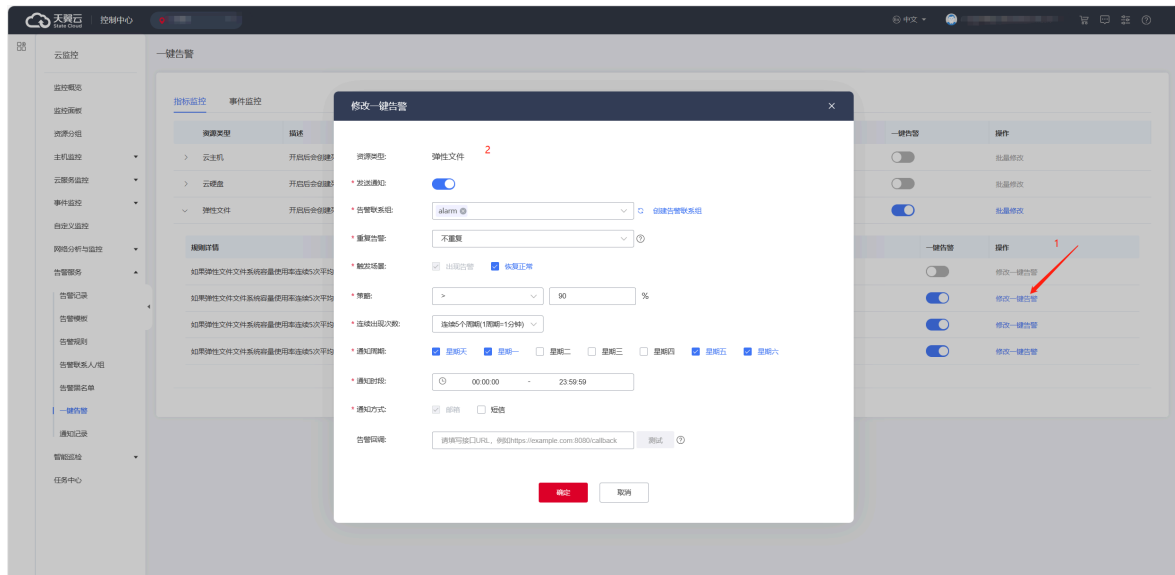 天翼云 State Cloud 控制中心 中文
云监控
监控概览
监控面板
资源分组
主机监控
云服务监控
事件监控
自定义监控
网络分析与监控
告警服务
告警记录
告警模板
告警规则
告警联系人/组
告警黑名单
一键告警
通知记录
智能巡检
任务中心
一键告警
指标监控 事件监控
资源类型 描述 一键告警 操作
云主机 开启后会创建 批量修改
云硬盘 开启后会创建 批量修改
弹性文件 开启后会创建 批量修改
规则详情 一键告警 操作
如果弹性文件文件系统容量使用率连续5次平均 修改一键告警
如果弹性文件文件系统容量使用率连续5次平均 修改一键告警
如果弹性文件文件系统容量使用率连续5次平均 修改一键告警
如果弹性文件文件系统容量使用率连续5次平均 修改一键告警
1
修改一键告警
资源类型: 弹性文件 2
* 发送通知:
* 告警联系组: alarm 创建告警联系组
* 重复告警: 不重复
* 触发场景: 出现告警 恢复正常
* 策略: > 90 %
* 连续出现次数: 连续5个周期(1周期=1分钟)
* 通知周期: 星期天 星期一 星期二 星期三 星期四 星期五 星期六
* 通知时段: 00:00:00 - 23:59:59
* 通知方式: 邮箱 短信
告警回调: 请填写接口URL，例如https://example.com:8080/callback 测试
确定 取消